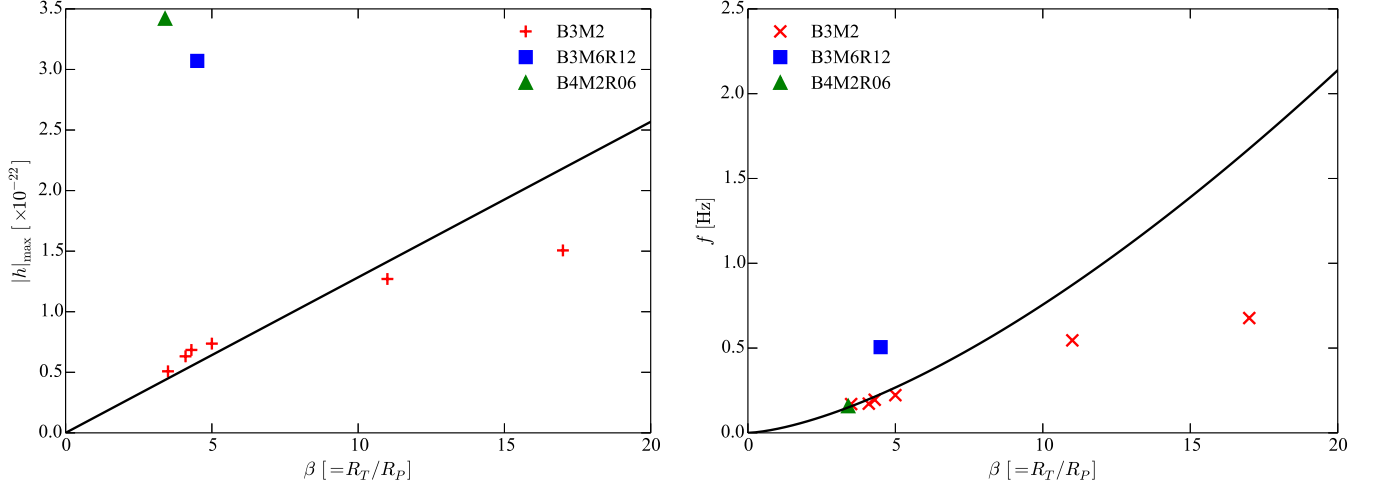 3.5
3.0
2.5
2.0
1.5
1.0
0.5
0.0
0 5 10 15 20
|h|max [ ×10⁻²²]
β [ =R_T/R_P]
B3M2
B3M6R12
B4M2R06
2.5
2.0
1.5
1.0
0.5
0.0
0 5 10 15 20
f [Hz]
β [ =R_T/R_P]
B3M2
B3M6R12
B4M2R06